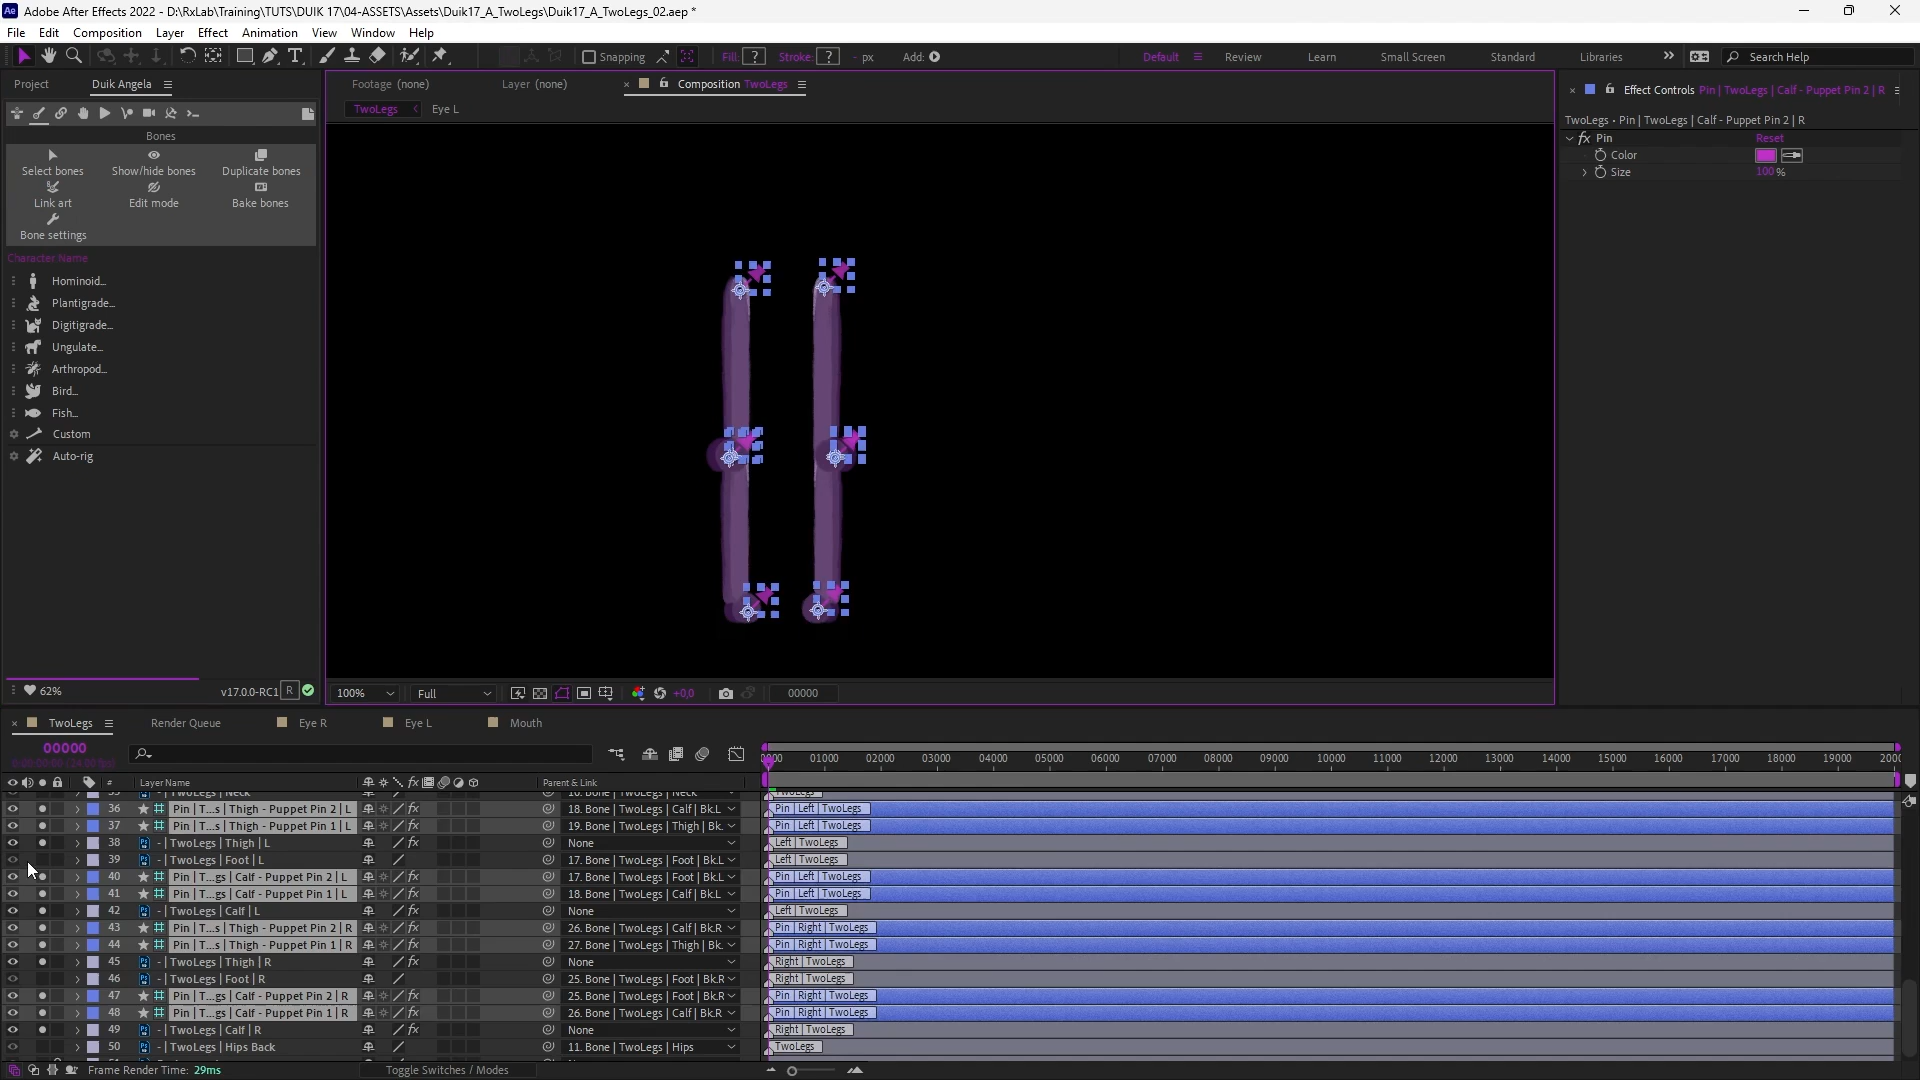 Adobe After Effects 2022 - D:\RxLab\Training\TUTS\DUIK 17\04-ASSETS\Assets\Duik17_A_TwoLegs\Duik17_A_TwoLegs_02.aep *
File Edit Composition Layer Effect Animation View Window Help
Snapping Fill: ? Stroke: ? - px Add: Default Review Learn Small Screen Standard Libraries Search Help
Project Duik Angela
Footage (none) Layer (none) Composition TwoLegs
TwoLegs Eye L
Effect Controls Pin | TwoLegs | Calf - Puppet Pin 2 | R
TwoLegs • Pin | TwoLegs | Calf - Puppet Pin 2 | R
fx Pin Reset
Color
Size 100 %
Bones
Select bones Show/hide bones Duplicate bones
Link art Edit mode Bake bones
Bone settings
Character Name
Hominoid...
Plantigrade...
Digitigrade...
Ungulate...
Arthropod...
Bird...
Fish...
Custom
Auto-rig
62% v17.0.0-RC1 R
100% Full +0,0 00000
TwoLegs Render Queue Eye R Eye L Mouth
00000
# Layer Name fx Parent & Link
01000 02000 03000 04000 05000 06000 07000 08000 09000 10000 11000 12000 13000 14000 15000 16000 17000 18000 19000
36 Pin | T...s | Thigh - Puppet Pin 2 | L fx 18. Bone | TwoLegs | Calf | Bk.L Pin | Left | TwoLegs
37 Pin | T...s | Thigh - Puppet Pin 1 | L fx 19. Bone | TwoLegs | Thigh | Bk. Pin | Left | TwoLegs
38 - | TwoLegs | Thigh | L fx None Left | TwoLegs
39 - | TwoLegs | Foot | L 17. Bone | TwoLegs | Foot | Bk.L Left | TwoLegs
40 Pin | T...gs | Calf - Puppet Pin 2 | L fx 17. Bone | TwoLegs | Foot | Bk.L Pin | Left | TwoLegs
41 Pin | T...gs | Calf - Puppet Pin 1 | L fx 18. Bone | TwoLegs | Calf | Bk.L Pin | Left | TwoLegs
42 - | TwoLegs | Calf | L fx None Left | TwoLegs
43 Pin | T...s | Thigh - Puppet Pin 2 | R fx 26. Bone | TwoLegs | Calf | Bk.R Pin | Right | TwoLegs
44 Pin | T...s | Thigh - Puppet Pin 1 | R fx 27. Bone | TwoLegs | Thigh | Bk. Pin | Right | TwoLegs
45 - | TwoLegs | Thigh | R fx None Right | TwoLegs
46 - | TwoLegs | Foot | R 25. Bone | TwoLegs | Foot | Bk.R Right | TwoLegs
47 Pin | T...gs | Calf - Puppet Pin 2 | R fx 25. Bone | TwoLegs | Foot | Bk.R Pin | Right | TwoLegs
48 Pin | T...gs | Calf - Puppet Pin 1 | R fx 26. Bone | TwoLegs | Calf | Bk.R Pin | Right | TwoLegs
49 - | TwoLegs | Calf | R fx None Right | TwoLegs
50 - | TwoLegs | Hips Back 11. Bone | TwoLegs | Hips TwoLegs
Frame Render Time: 29ms Toggle Switches / Modes